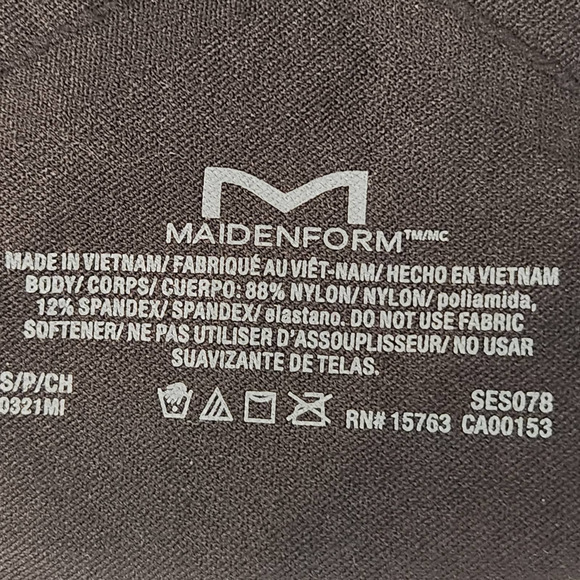 MAIDENFORM™/MC
MADE IN VIETNAM/ FABRIQUÉ AU VIÊT-NAM/ HECHO EN VIETNAM
BODY/ CORPS/ CUERPO: 88% NYLON/ NYLON/ poliamida,
12% SPANDEX/ SPANDEX/ elastano. DO NOT USE FABRIC
SOFTENER/ NE PAS UTILISER D'ASSOUPLISSEUR/ NO USAR
SUAVIZANTE DE TELAS.
S/P/CH
0321MI
SES078
RN# 15763 CA00153